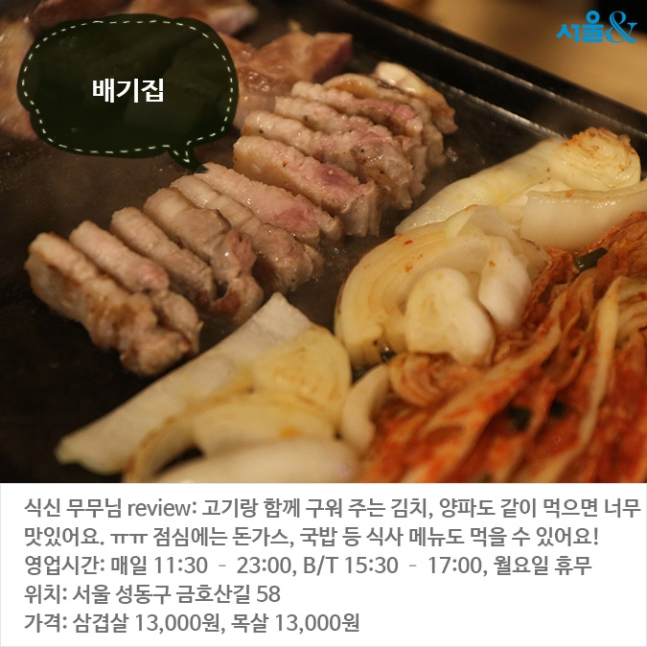 서울&
배기집
식신 무무님 review: 고기랑 함께 구워 주는 김치, 양파도 같이 먹으면 너무
맛있어요. ㅠㅠ 점심에는 돈가스, 국밥 등 식사 메뉴도 먹을 수 있어요!
영업시간: 매일 11:30 – 23:00, B/T 15:30 – 17:00, 월요일 휴무
위치: 서울 성동구 금호산길 58
가격: 삼겹살 13,000원, 목살 13,000원